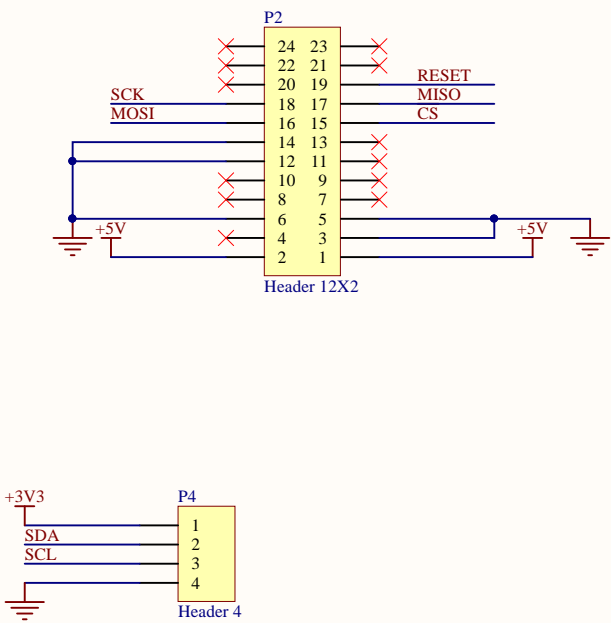 P2
24 23
22 21
20 19 RESET
SCK 18 17 MISO
MOSI 16 15 CS
14 13
12 11
10 9
8 7
6 5
+5V 4 3 +5V
2 1
Header 12X2
+3V3 P4
1
SDA 2
SCL 3
4
Header 4